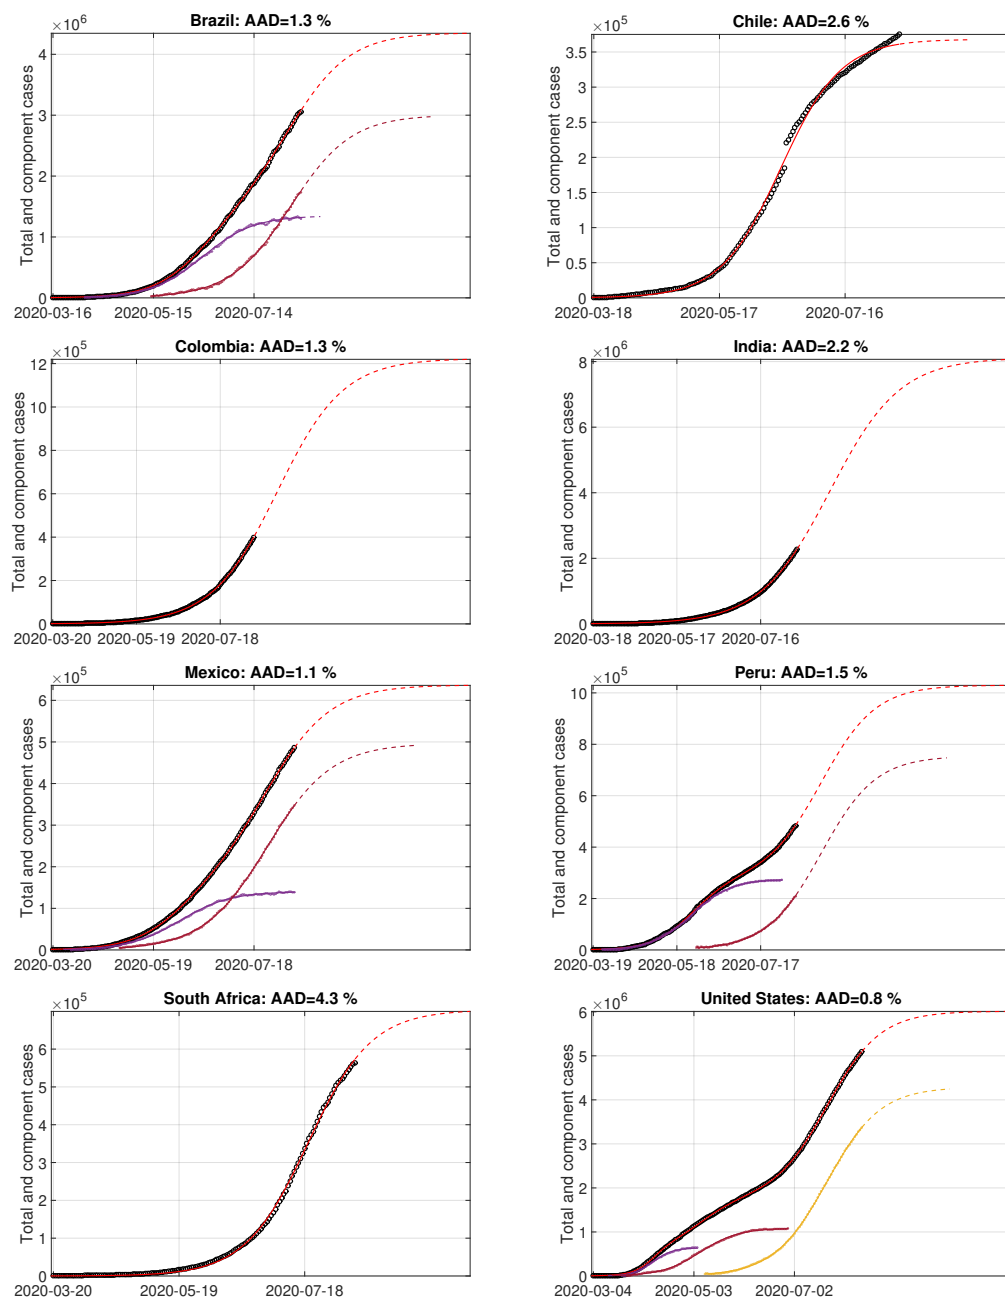 Brazil: AAD=1.3 %
×10^6
Total and component cases
4
3
2
1
0
2020-03-16 2020-05-15 2020-07-14
Chile: AAD=2.6 %
×10^5
Total and component cases
3.5
3
2.5
2
1.5
1
0.5
0
2020-03-18 2020-05-17 2020-07-16
Colombia: AAD=1.3 %
×10^5
Total and component cases
12
10
8
6
4
2
0
2020-03-20 2020-05-19 2020-07-18
India: AAD=2.2 %
×10^6
Total and component cases
8
6
4
2
0
2020-03-18 2020-05-17 2020-07-16
Mexico: AAD=1.1 %
×10^5
Total and component cases
6
5
4
3
2
1
0
2020-03-20 2020-05-19 2020-07-18
Peru: AAD=1.5 %
×10^5
Total and component cases
10
8
6
4
2
0
2020-03-19 2020-05-18 2020-07-17
South Africa: AAD=4.3 %
×10^5
Total and component cases
6
5
4
3
2
1
0
2020-03-20 2020-05-19 2020-07-18
United States: AAD=0.8 %
×10^6
Total and component cases
6
5
4
3
2
1
0
2020-03-04 2020-05-03 2020-07-02